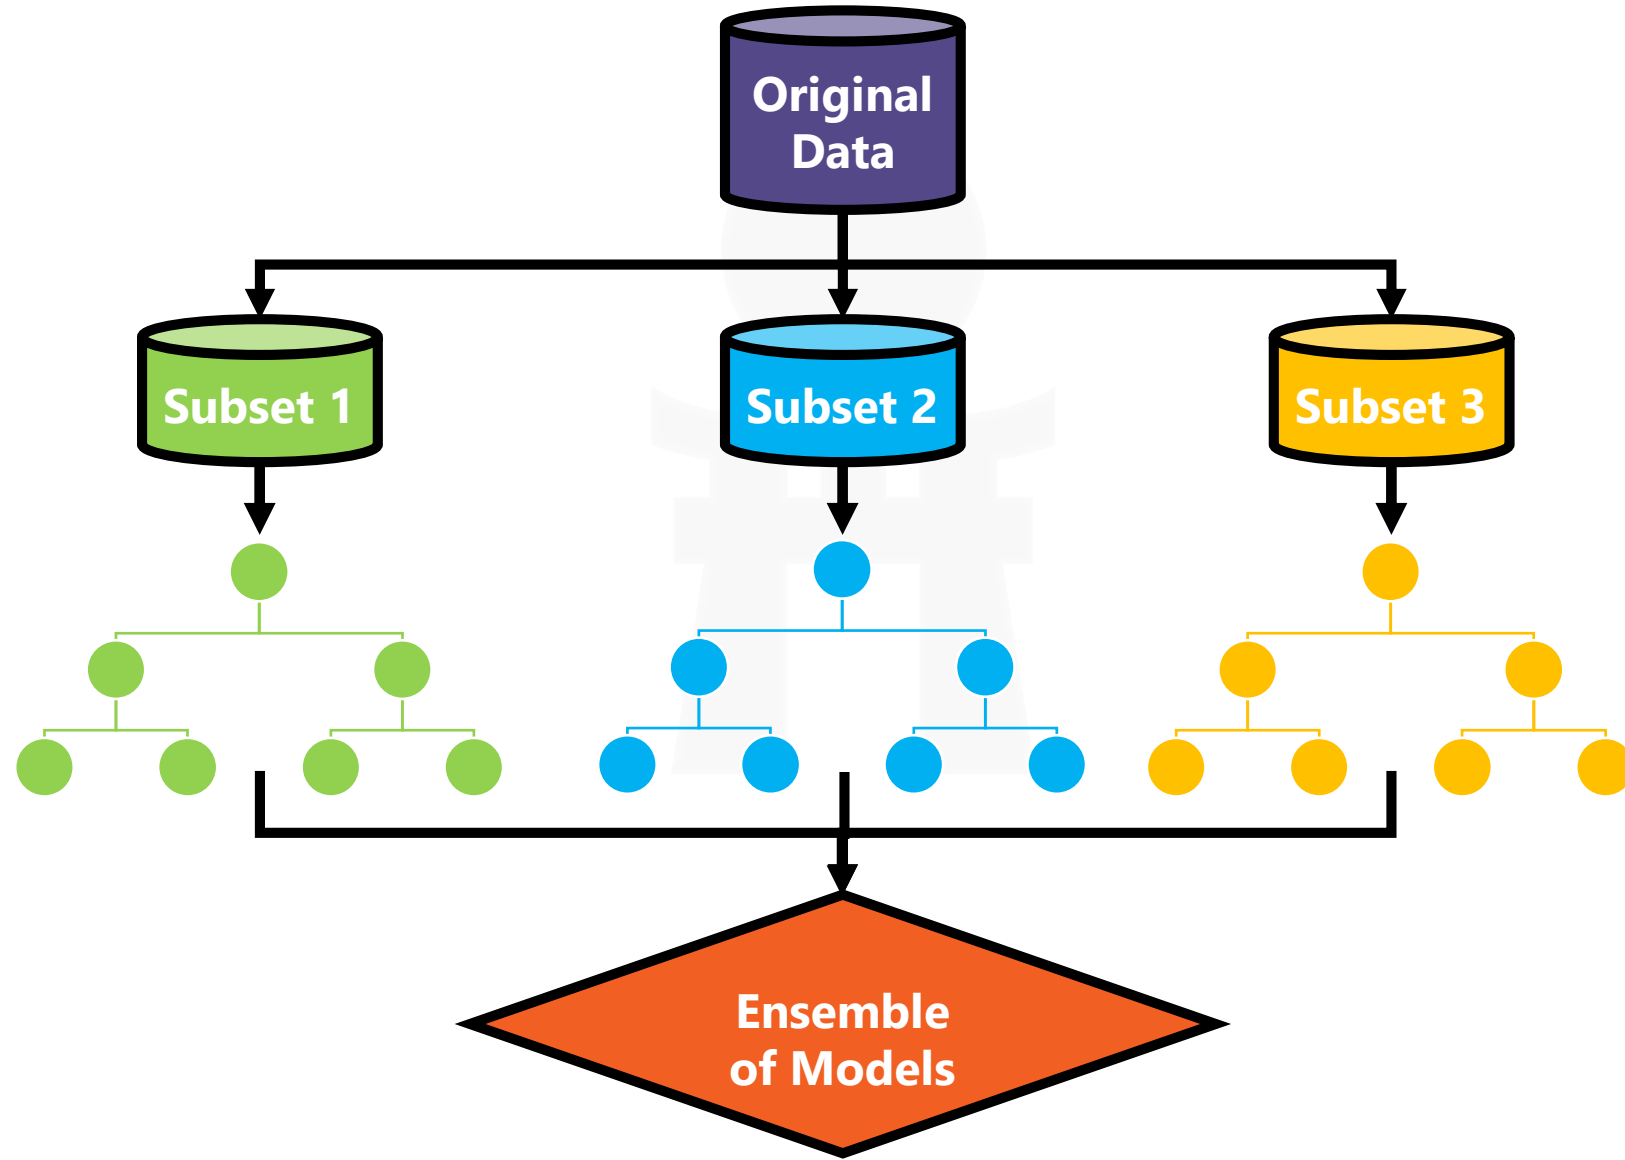 Original
Data
Subset 1
Subset 2
Subset 3
Ensemble
of Models